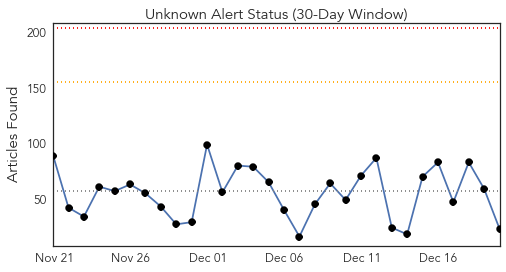 Unknown Alert Status (30-Day Window)
200
150
100
50
Articles Found
Nov 21 Nov 26 Dec 01 Dec 06 Dec 11 Dec 16